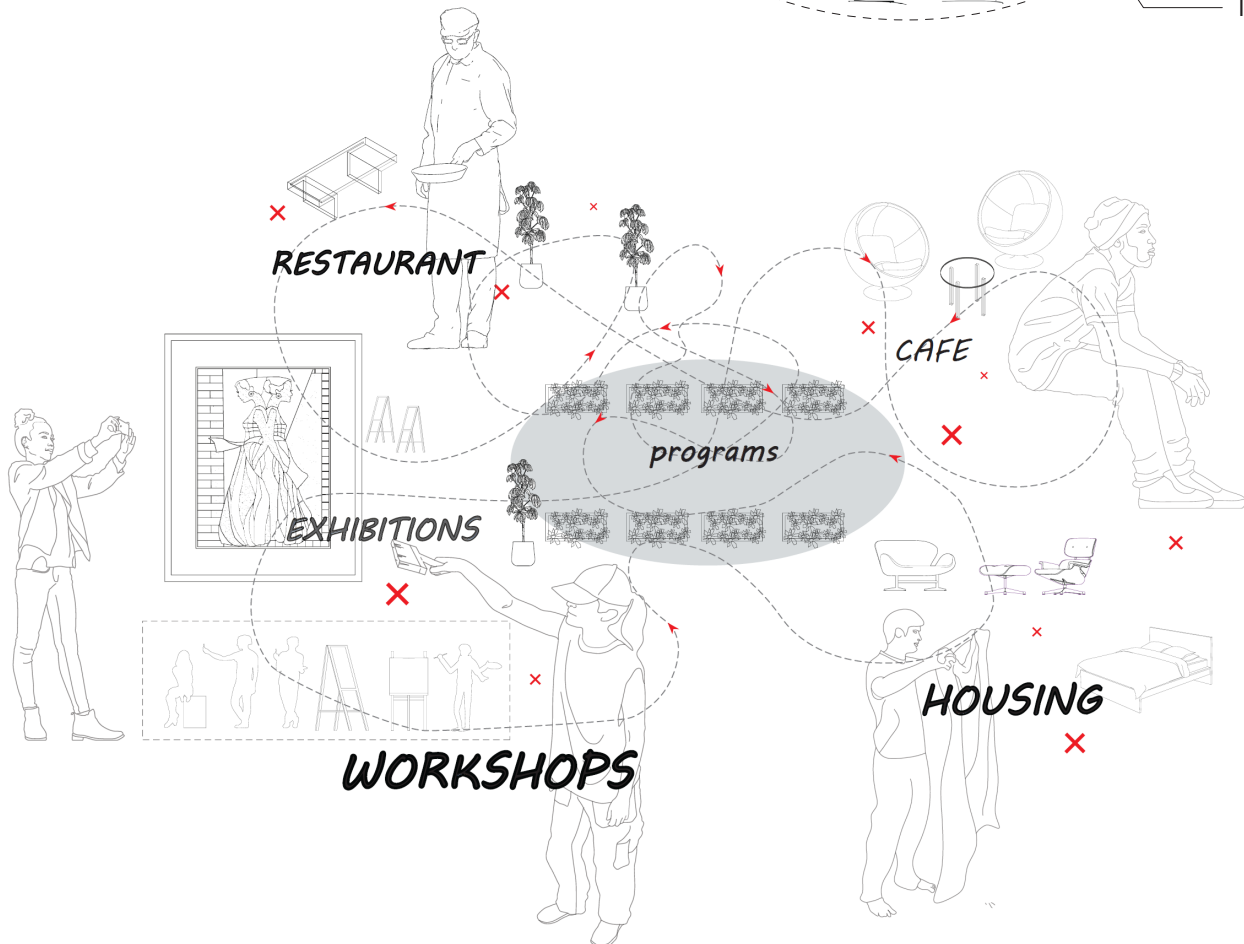 RESTAURANT
CAFE
programs
EXHIBITIONS
HOUSING
WORKSHOPS